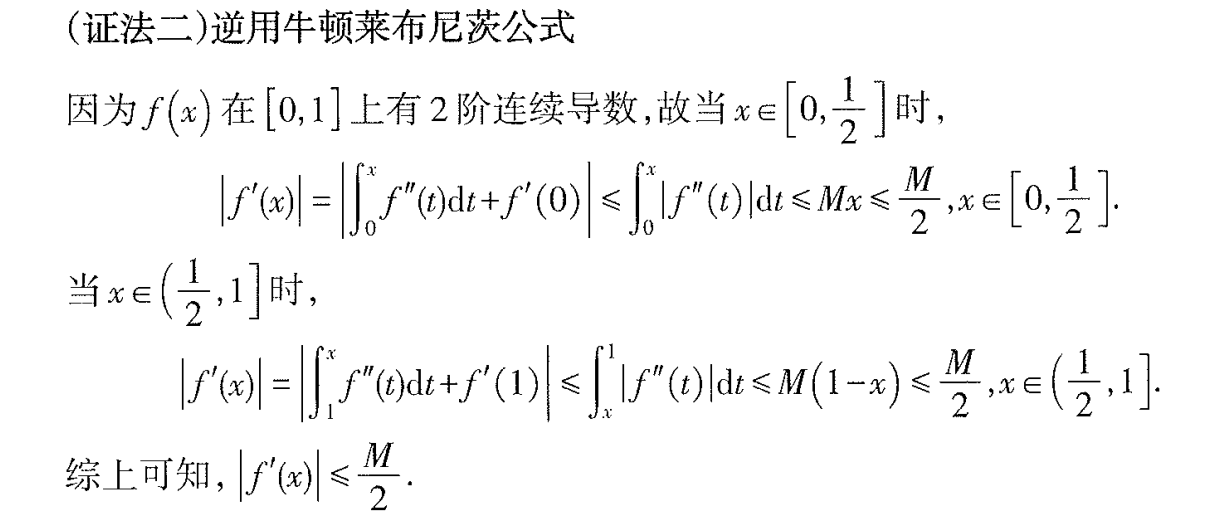 (证法二)逆用牛顿莱布尼茨公式
因为 f(x) 在 [0,1] 上有 2 阶连续导数,故当 x∈[0,1/2] 时,
|f′(x)| = |∫₀ˣ f″(t)dt+f′(0)| ≤ ∫₀ˣ |f″(t)|dt ≤ Mx ≤ M/2, x∈[0,1/2].
当 x∈(1/2,1] 时,
|f′(x)| = |∫₁ˣ f″(t)dt+f′(1)| ≤ ∫ₓ¹ |f″(t)|dt ≤ M(1−x) ≤ M/2, x∈(1/2,1].
综上可知, |f′(x)| ≤ M/2.